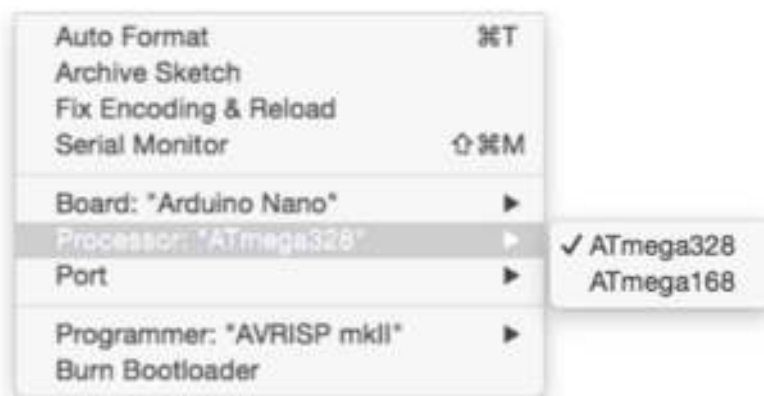 Auto Format ⌘T
Archive Sketch
Fix Encoding & Reload
Serial Monitor ⇧⌘M
Board: "Arduino Nano" ▶
Processor: "ATmega328" ▶
Port ▶
Programmer: "AVRISP mkII" ▶
Burn Bootloader
✓ ATmega328
ATmega168